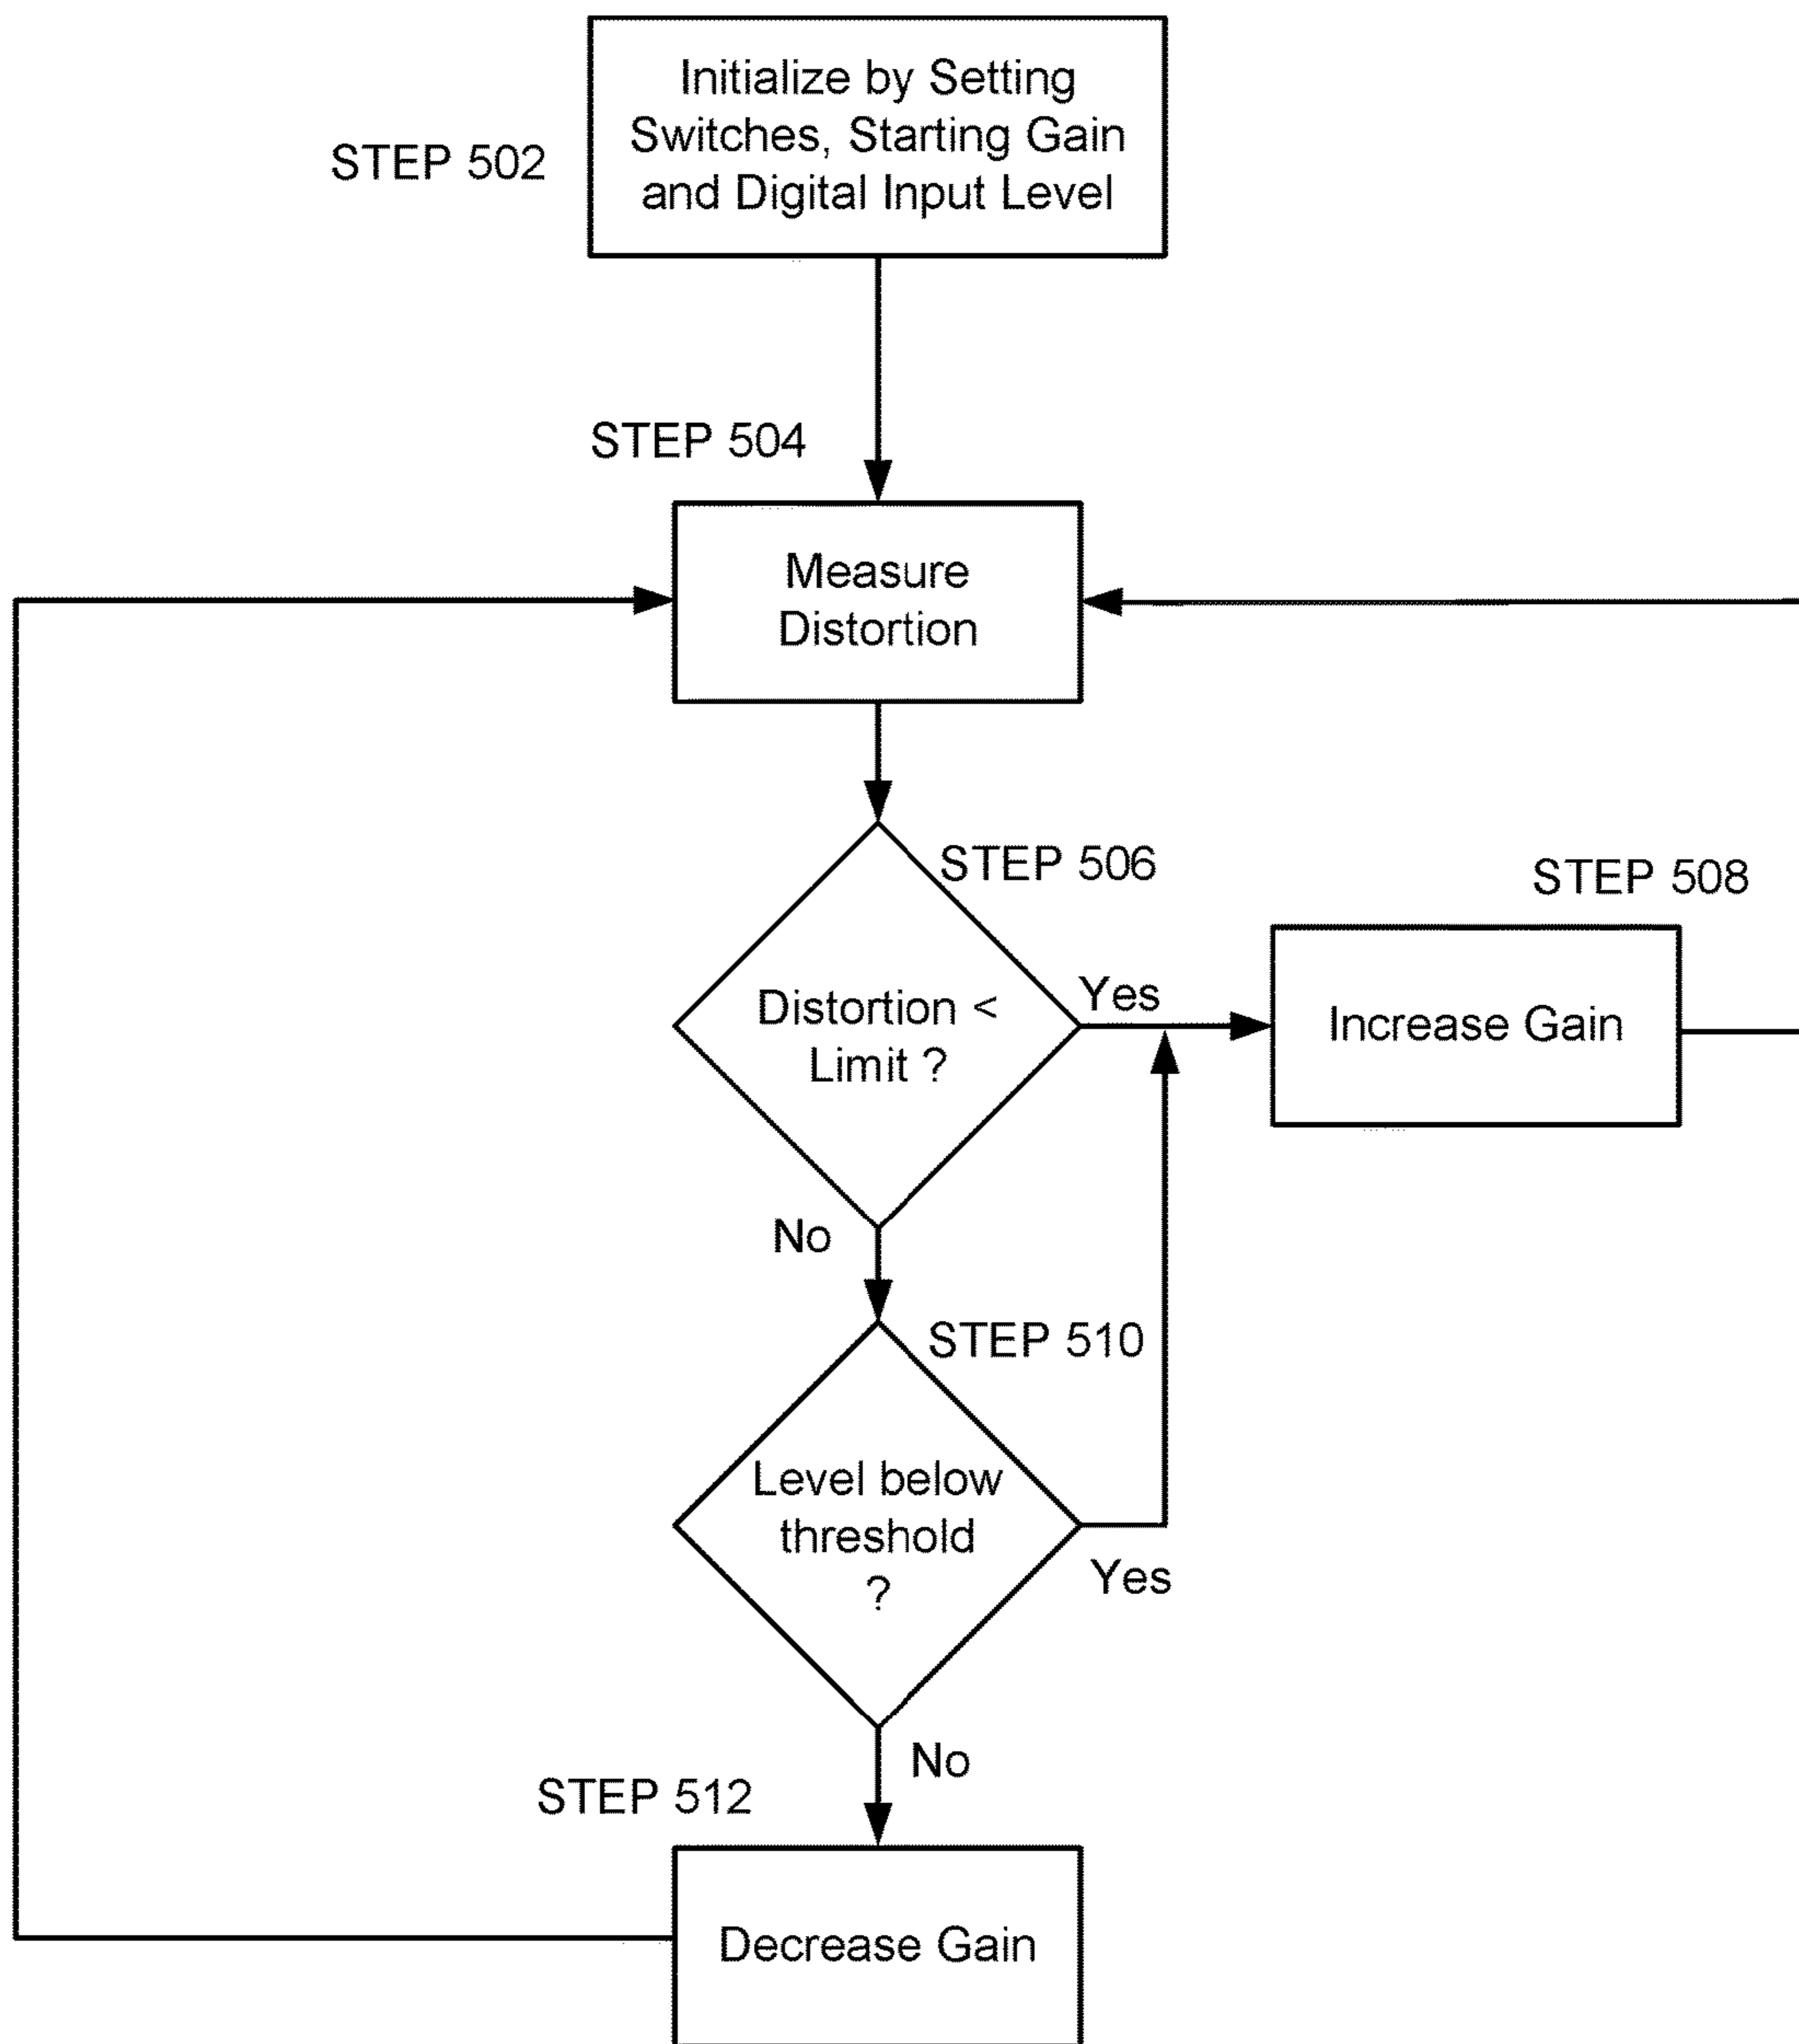 Initialize by Setting
Switches, Starting Gain
and Digital Input Level
STEP 502
STEP 504
Measure
Distortion
STEP 506
Distortion <
Limit ?
Yes
STEP 508
Increase Gain
No
STEP 510
Level below
threshold
?
Yes
No
STEP 512
Decrease Gain